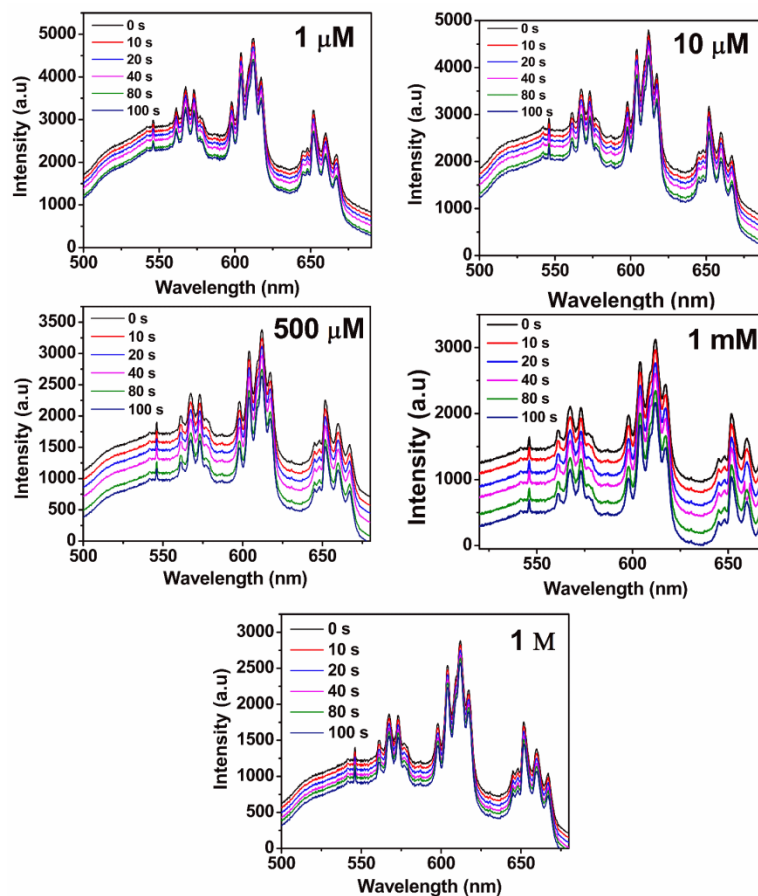 1 μM
0 s
10 s
20 s
40 s
80 s
100 s
5000
4000
3000
2000
1000
0
Intensity (a.u)
500 550 600 650
Wavelength (nm)
10 μM
0 s
10 s
20 s
40 s
80 s
100 s
5000
4000
3000
2000
1000
0
Intensity (a.u)
500 550 600 650
Wavelength (nm)
500 μM
0 s
10 s
20 s
40 s
80 s
100 s
3500
3000
2500
2000
1500
1000
500
0
Intensity (a.u)
500 550 600 650
Wavelength (nm)
1 mM
0 s
10 s
20 s
40 s
80 s
100 s
3000
2000
1000
0
Intensity (a.u)
550 600 650
Wavelength (nm)
1 M
0 s
10 s
20 s
40 s
80 s
100 s
3000
2500
2000
1500
1000
500
0
Intensity (a.u)
500 550 600 650
Wavelength (nm)